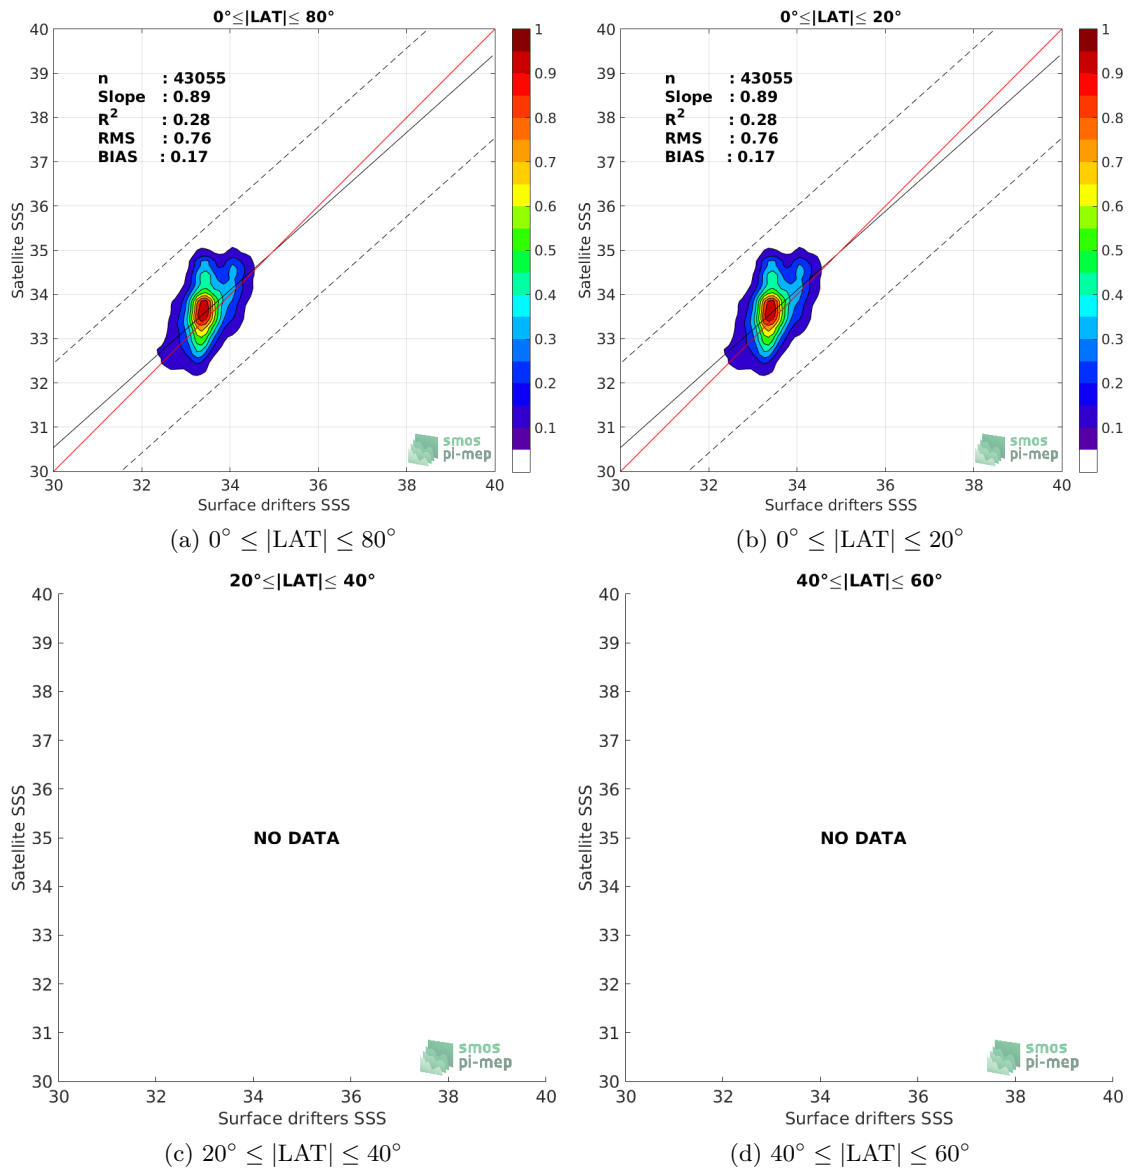 0°≤|LAT|≤ 80°
40
39
38
37
36
35
34
33
32
31
30
n : 43055
Slope : 0.89
R2 : 0.28
RMS : 0.76
BIAS : 0.17
Satellite SSS
smos
pi-mep
30 32 34 36 38 40
Surface drifters SSS
1
0.9
0.8
0.7
0.6
0.5
0.4
0.3
0.2
0.1
(a) 0° ≤ |LAT| ≤ 80°
0°≤|LAT|≤ 20°
40
39
38
37
36
35
34
33
32
31
30
n : 43055
Slope : 0.89
R2 : 0.28
RMS : 0.76
BIAS : 0.17
Satellite SSS
smos
pi-mep
30 32 34 36 38 40
Surface drifters SSS
1
0.9
0.8
0.7
0.6
0.5
0.4
0.3
0.2
0.1
(b) 0° ≤ |LAT| ≤ 20°
20°≤|LAT|≤ 40°
40
39
38
37
36
35
34
33
32
31
30
NO DATA
Satellite SSS
smos
pi-mep
30 32 34 36 38 40
Surface drifters SSS
(c) 20° ≤ |LAT| ≤ 40°
40°≤|LAT|≤ 60°
40
39
38
37
36
35
34
33
32
31
30
NO DATA
Satellite SSS
smos
pi-mep
30 32 34 36 38 40
Surface drifters SSS
(d) 40° ≤ |LAT| ≤ 60°